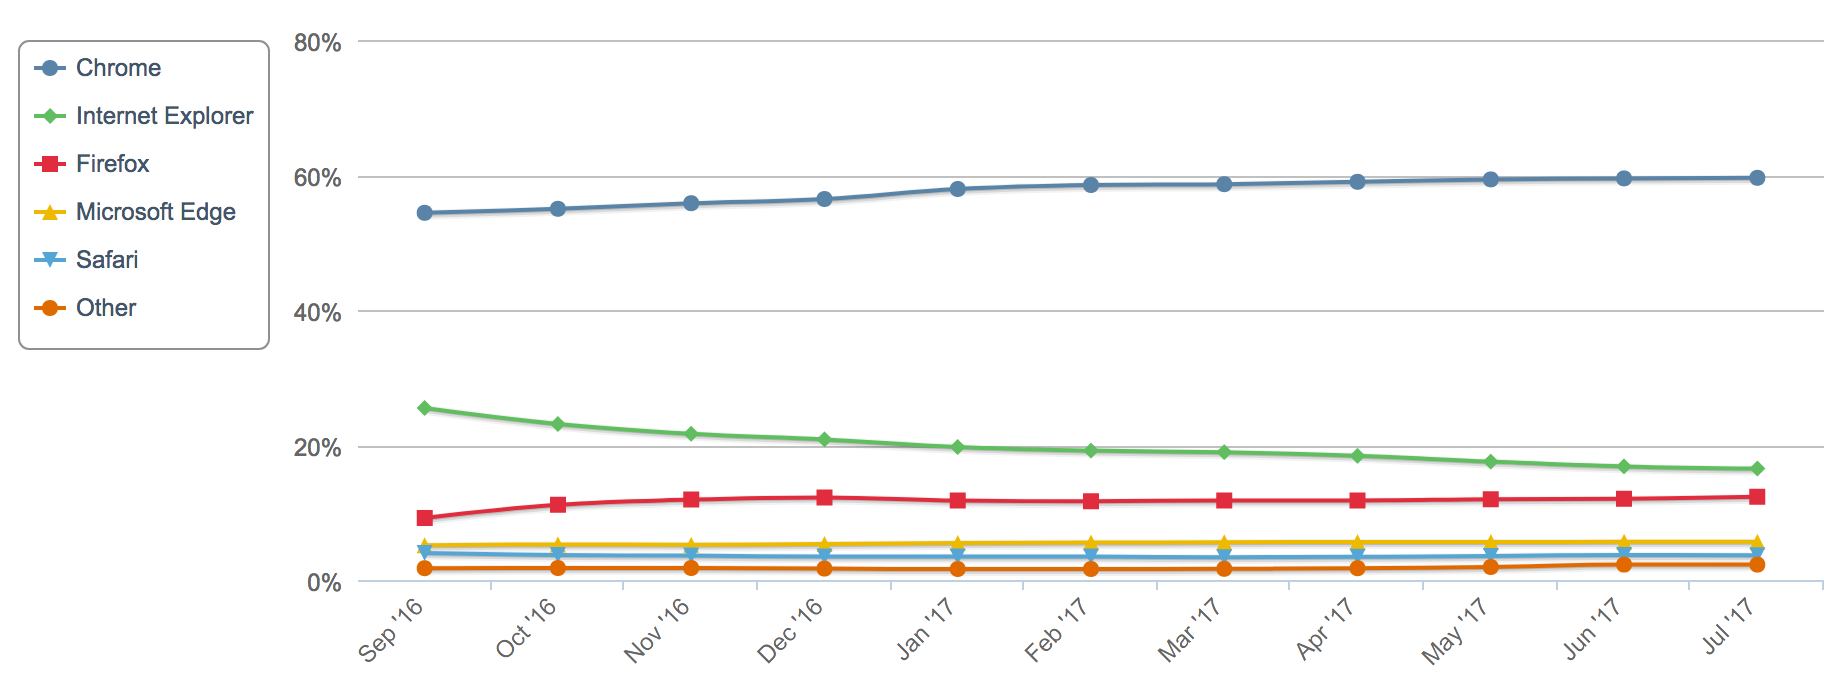 Chrome
Internet Explorer
Firefox
Microsoft Edge
Safari
Other
80%
60%
40%
20%
0%
Sep '16
Oct '16
Nov '16
Dec '16
Jan '17
Feb '17
Mar '17
Apr '17
May '17
Jun '17
Jul '17